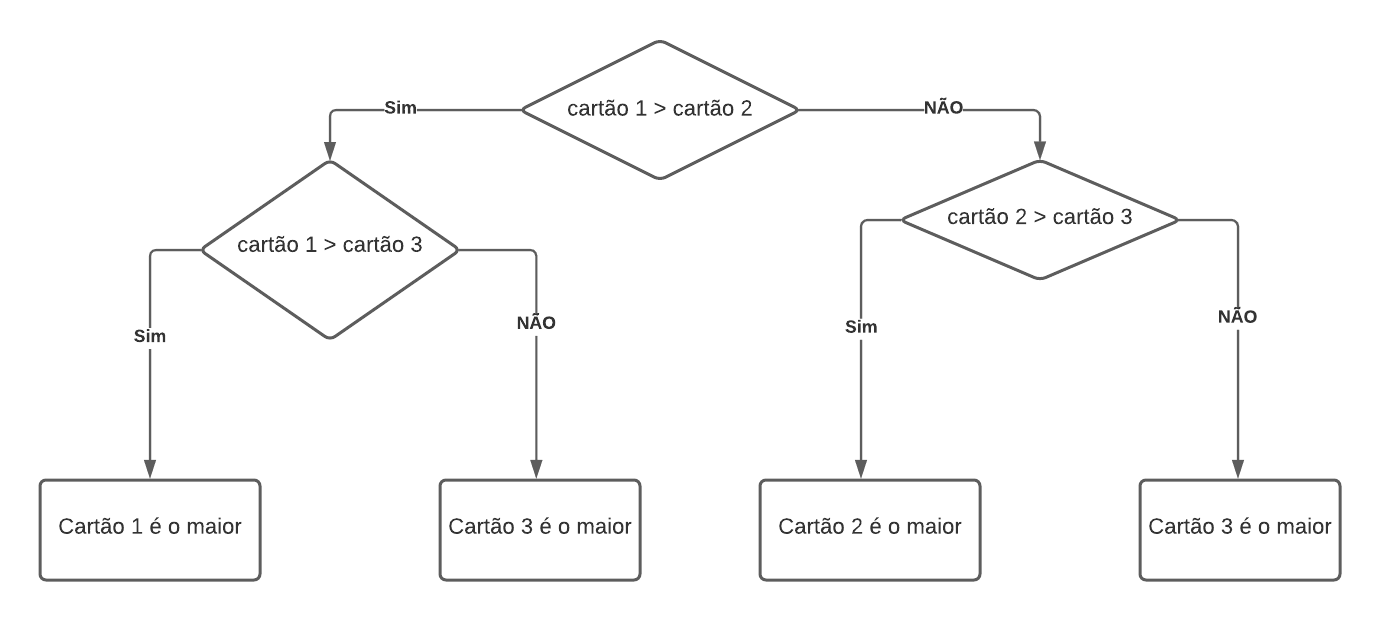 cartão 1 > cartão 2
Sim
NÃO
cartão 1 > cartão 3
cartão 2 > cartão 3
Sim
NÃO
Sim
NÃO
Cartão 1 é o maior
Cartão 3 é o maior
Cartão 2 é o maior
Cartão 3 é o maior